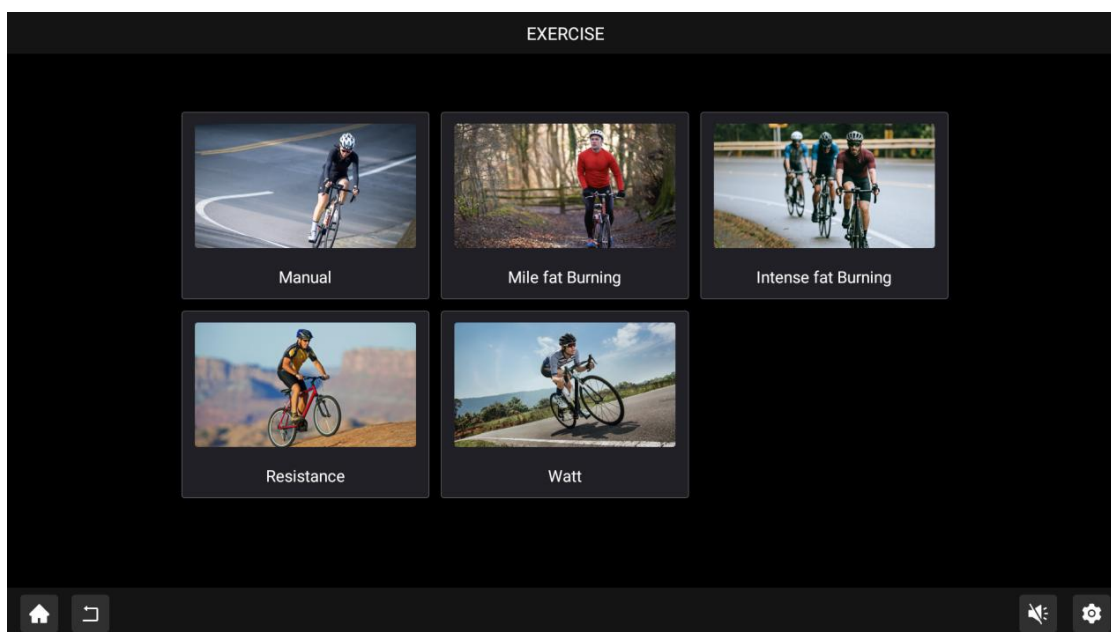 EXERCISE
Manual
Mile fat Burning
Intense fat Burning
Resistance
Watt